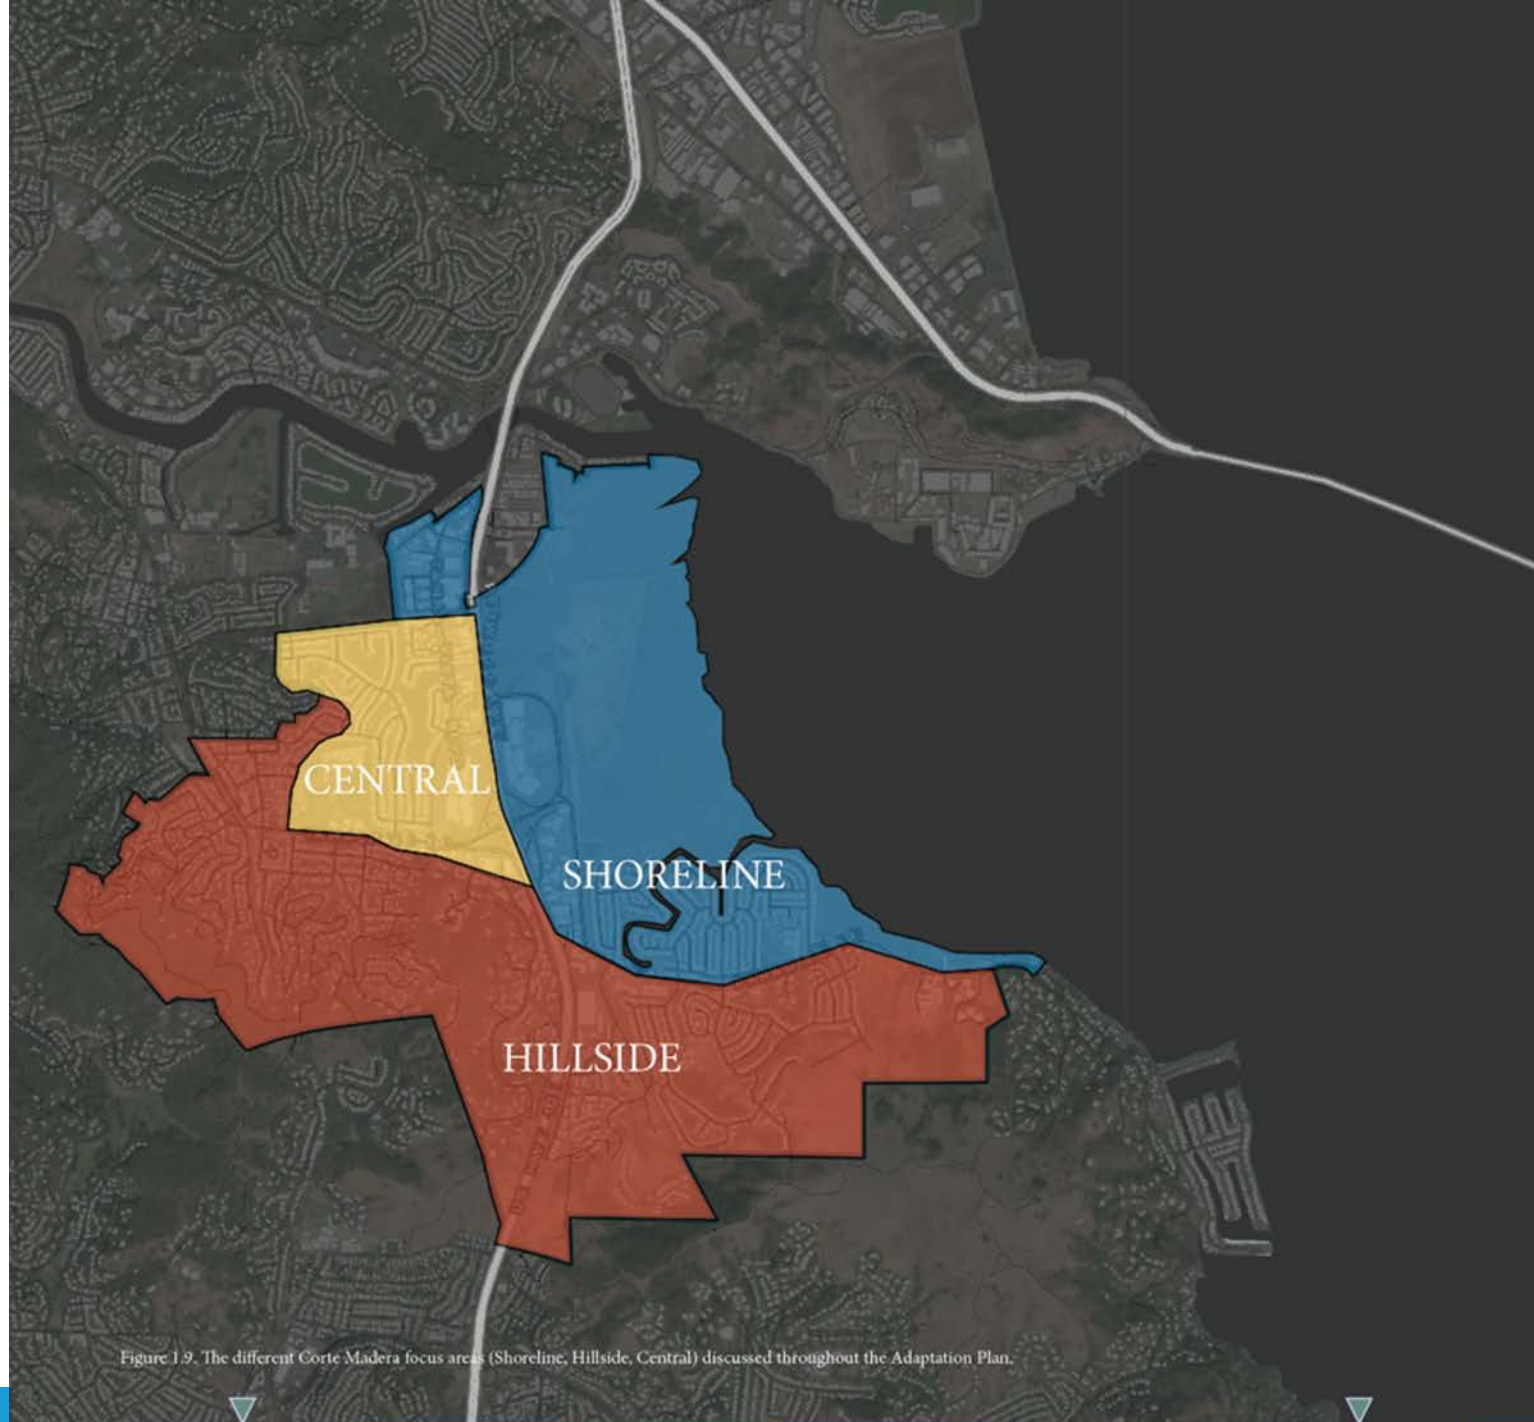 CENTRAL
SHORELINE
HILLSIDE
Figure 1.9. The different Corte Madera focus areas (Shoreline, Hillside, Central) discussed throughout the Adaptation Plan.